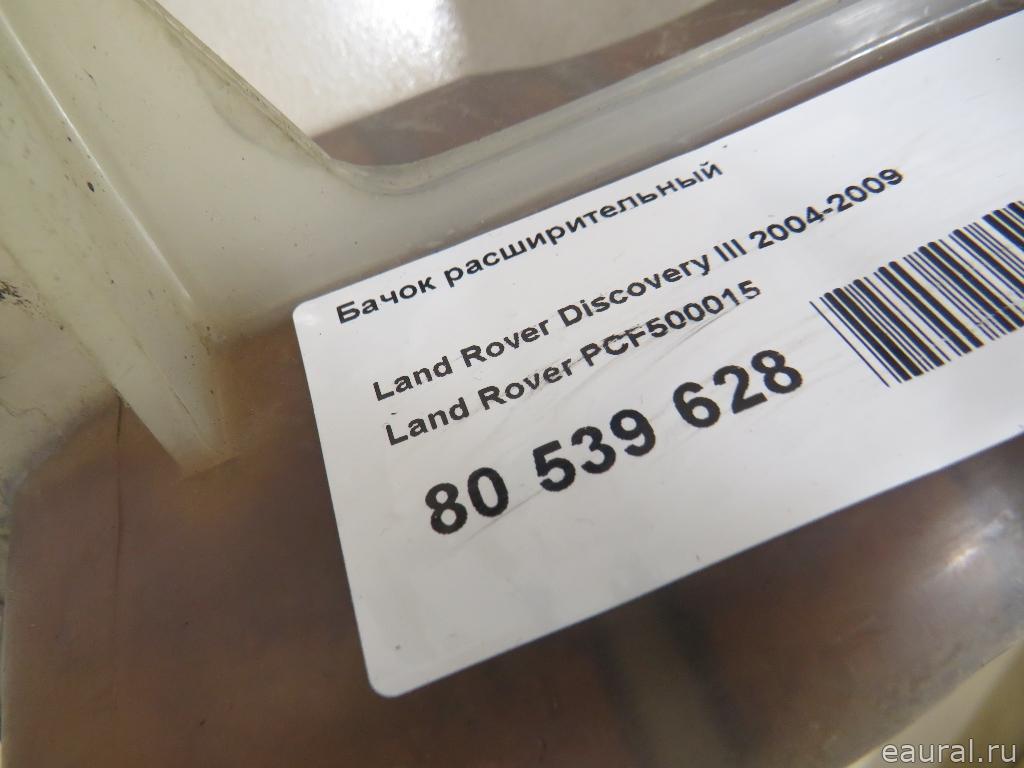 Бачок расширительный
Land Rover Discovery III 2004-2009
Land Rover PCF500015
80 539 628
eaural.ru